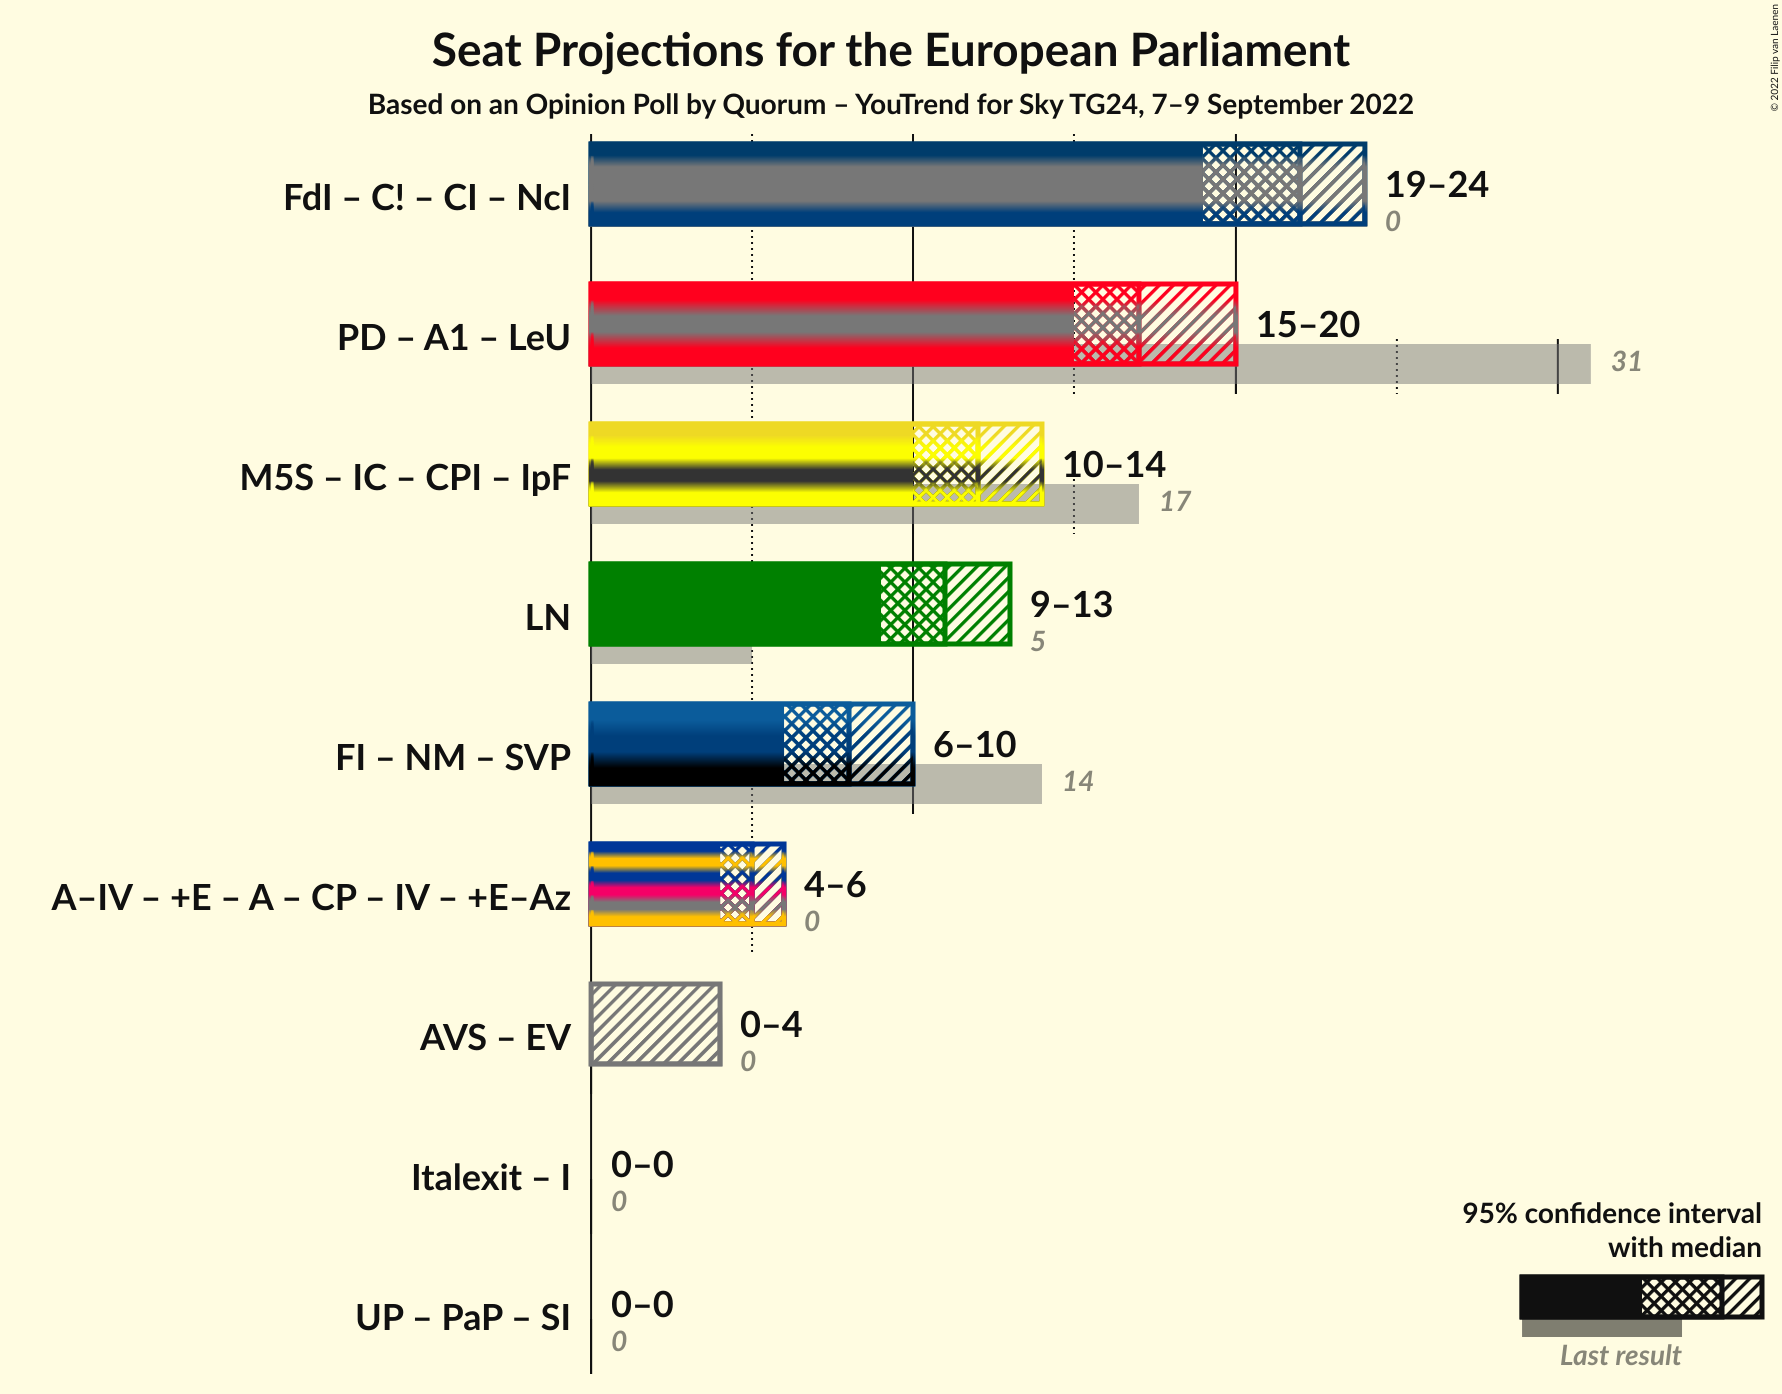 Seat Projections for the European Parliament
Based on an Opinion Poll by Quorum – YouTrend for Sky TG24, 7–9 September 2022
© 2022 Filip van Laenen
FdI – C! – CI – NcI
19–24
0
PD – A1 – LeU
15–20
31
M5S – IC – CPI – IpF
10–14
17
LN
9–13
5
FI – NM – SVP
6–10
14
A–IV – +E – A – CP – IV – +E–Az
4–6
0
AVS – EV
0–4
0
Italexit – I
0–0
0
UP – PaP – SI
0–0
0
95% confidence interval
with median
Last result